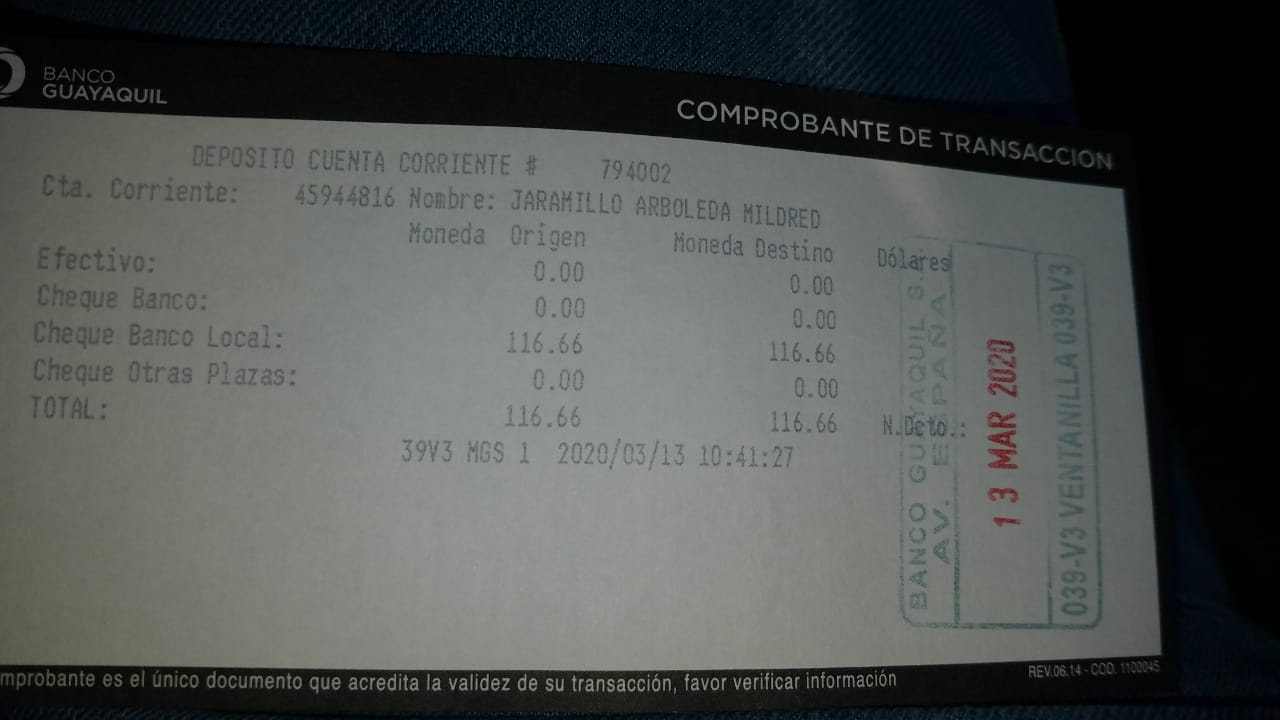 BANCO
GUAYAQUIL
COMPROBANTE DE TRANSACCION
DEPOSITO CUENTA CORRIENTE # 794002
Cta. Corriente: 45944816 Nombre: JARAMILLO ARBOLEDA MILDRED
Moneda Origen Moneda Destino Dólares
Efectivo: 0.00 0.00
Cheque Banco: 0.00 0.00
Cheque Banco Local: 116.66 116.66
Cheque Otras Plazas: 0.00 0.00
TOTAL: 116.66 116.66 N.Dcto.:
39V3 MGS 1 2020/03/13 10:41:27
BANCO GUAYAQUIL S.
AV. ESPAÑA
13 MAR 2020
039-V3 VENTANILLA 039-V3
mprobante es el único documento que acredita la validez de su transacción, favor verificar información
REV.06.14 - COD. 1100045